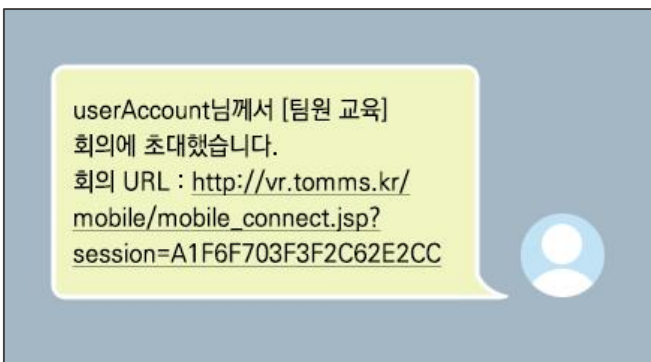 userAccount님께서 [팀원 교육]
회의에 초대했습니다.
회의 URL : http://vr.tomms.kr/
mobile/mobile_connect.jsp?
session=A1F6F703F3F2C62E2CC